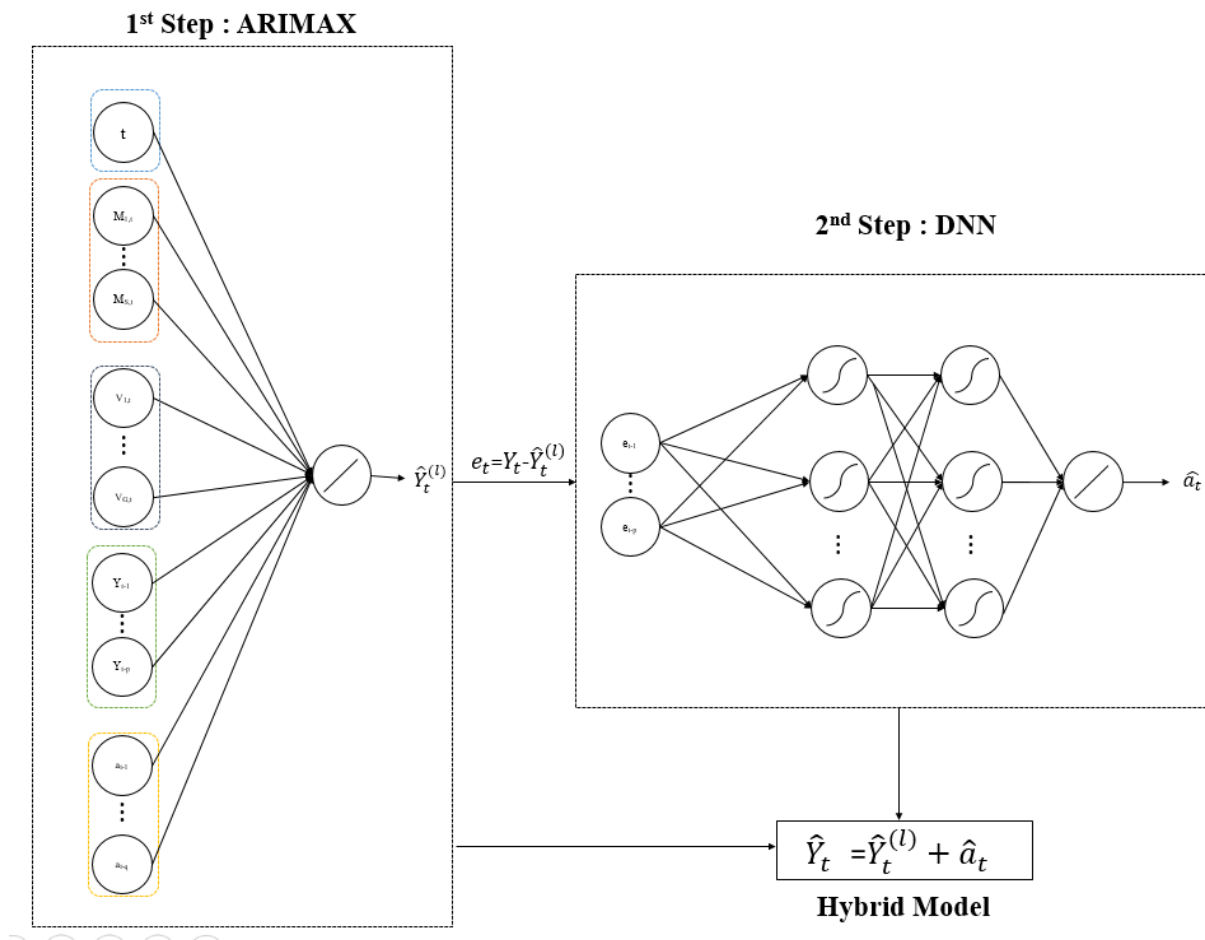 1st Step : ARIMAX
t
M1,t
⋮
MS,t
V1,t
⋮
VG,t
Yt-1
⋮
Yt-p
at-1
⋮
at-q
Ŷt(l)
et=Yt-Ŷt(l)
2nd Step : DNN
et-1
⋮
et-p
⋮
⋮
ât
Ŷt =Ŷt(l) + ât
Hybrid Model